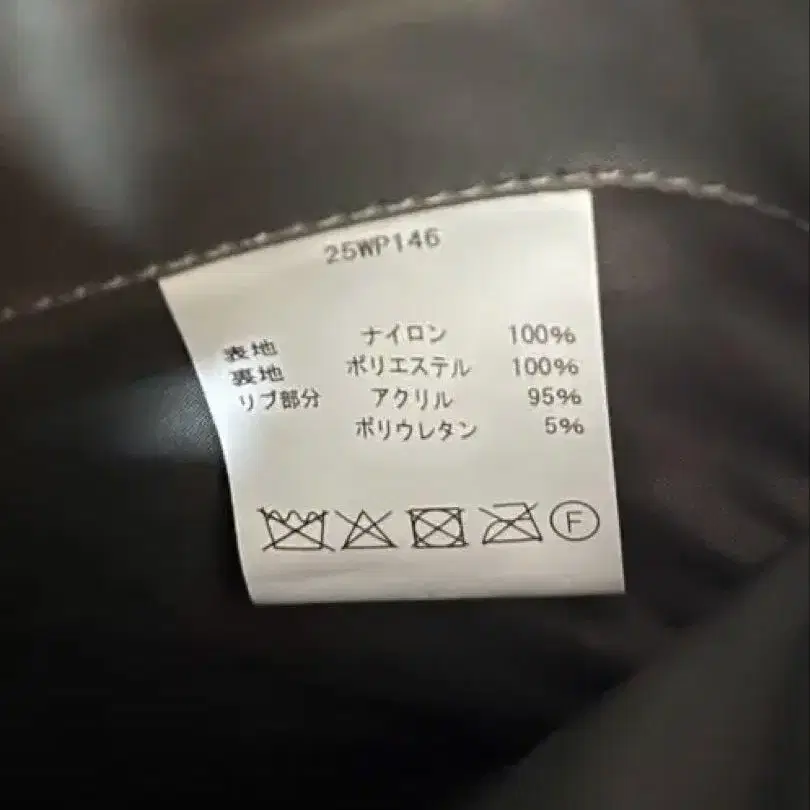 25WP146
表地 ナイロン 100%
裏地 ポリエステル 100%
リブ部分 アクリル 95%
ポリウレタン 5%
F